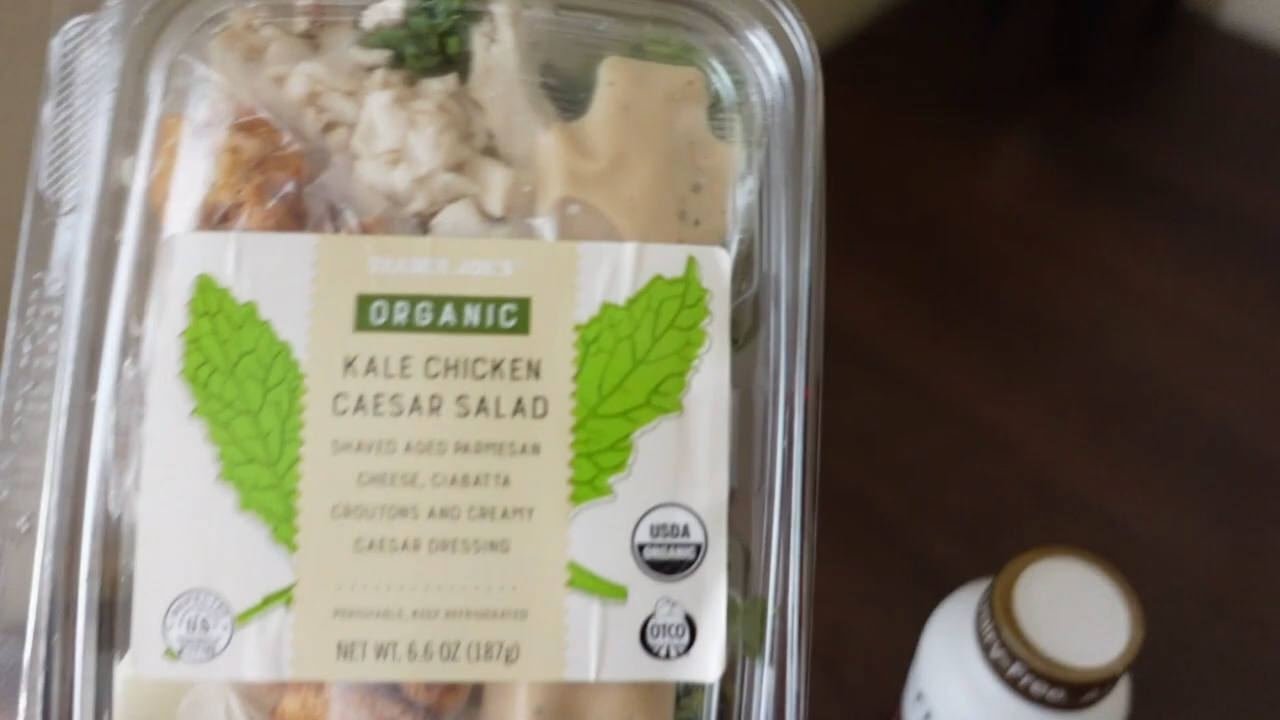 TRADER JOE'S
ORGANIC
KALE CHICKEN
CAESAR SALAD
SHAVED AGED PARMESAN
CHEESE, CIABATTA
CROUTONS AND CREAMY
CAESAR DRESSING
PERISHABLE, KEEP REFRIGERATED
NET WT. 6.6 OZ (187g)
USDA
ORGANIC
OTCO
Free